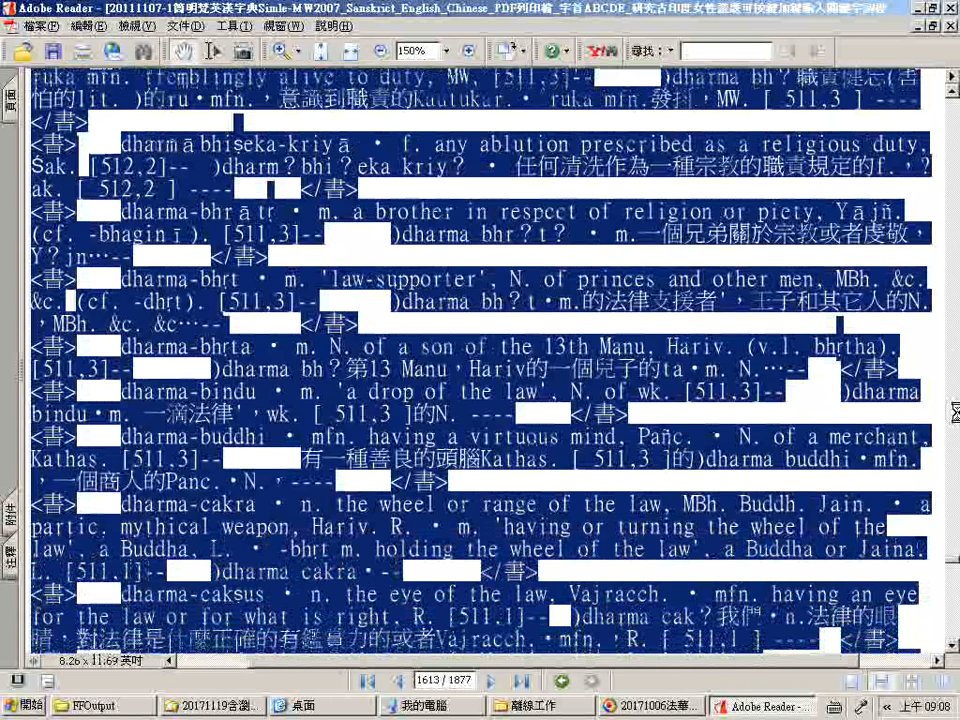 Adobe Reader - [20111107-1簡明梵英漢字典Simle-MW2007_Sanskrit_English_Chinese_PDF列印檔_字首ABCDE_研究古印度女性
檔案(F) 編輯(E) 檢視(V) 文件(D) 工具(T) 視窗(W) 說明(H)
150% 尋找：
頁面
附件
注釋
ruka mfn. tremblingly alive to duty, MW. [511,3]-- )dharma bh？職責健忘(害
怕的lit. )的ru‧mfn.，意識到職責的Kautukar.‧ruka mfn.發抖，MW. [ 511,3 ] ----
</書>
<書> dharmābhiṣeka-kriyā ‧ f. any ablution prescribed as a religious duty,
Śak. [512,2]-- )dharm？bhi？eka kriy？ ‧ 任何清洗作為一種宗教的職責規定的f.，？
ak. [ 512,2 ] ---- </書>
<書> dharma-bhrātṛ ‧ m. a brother in respect of religion or piety, Yājñ.
(cf. -bhaginī). [511,3]-- )dharma bhr？t？ ‧ m.一個兄弟關於宗教或者虔敬，
Y？jn…-- </書>
<書> dharma-bhṛt ‧ m. 'law-supporter', N. of princes and other men, MBh. &c.
&c. (cf. -dhṛt). [511,3]-- )dharma bh？t‧m.的法律支援者'，王子和其它人的N.
，MBh. &c. &c…-- </書>
<書> dharma-bhṛta ‧ m. N. of a son of the 13th Manu, Hariv. (v.l. bhṛtha).
[511,3]-- )dharma bh？第13 Manu，Hariv的一個兒子的ta‧m. N.…-- </書>
<書> dharma-bindu ‧ m. 'a drop of the law', N. of wk. [511,3]-- )dharma
bindu‧m. 一滴法律'，wk. [ 511,3 ]的N. ---- </書>
<書> dharma-buddhi ‧ mfn. having a virtuous mind, Pañc. ‧ N. of a merchant,
Kathas. [511,3]-- 有一種善良的頭腦Kathas. [ 511,3 ]的)dharma buddhi‧mfn.
，一個商人的Panc.‧N.，---- </書>
<書> dharma-cakra ‧ n. the wheel or range of the law, MBh. Buddh. Jain. ‧ a
partic. mythical weapon, Hariv. R. ‧ m. 'having or turning the wheel of the
law', a Buddha, L. ‧ -bhṛt m. holding the wheel of the law', a Buddha or Jaina,
L. [511,1]-- )dharma cakra‧-- </書>
<書> dharma-cakṣus ‧ n. the eye of the law, Vajracch. ‧ mfn. having an eye
for the law or for what is right, R. [511,1]-- )dharma cak？我們‧n.法律的眼
睛，對法律是什麼正確的有鑑賞力的或者Vajracch.，‧mfn.，R. [ 511,1 ] ---- </書>
8.26 x 11.69 英吋
1613 / 1877
開始 FFOutput 20171119含瀏... 桌面 我的電腦 離線工作 20171006法華... Adobe Reader - [... 上午 09:08